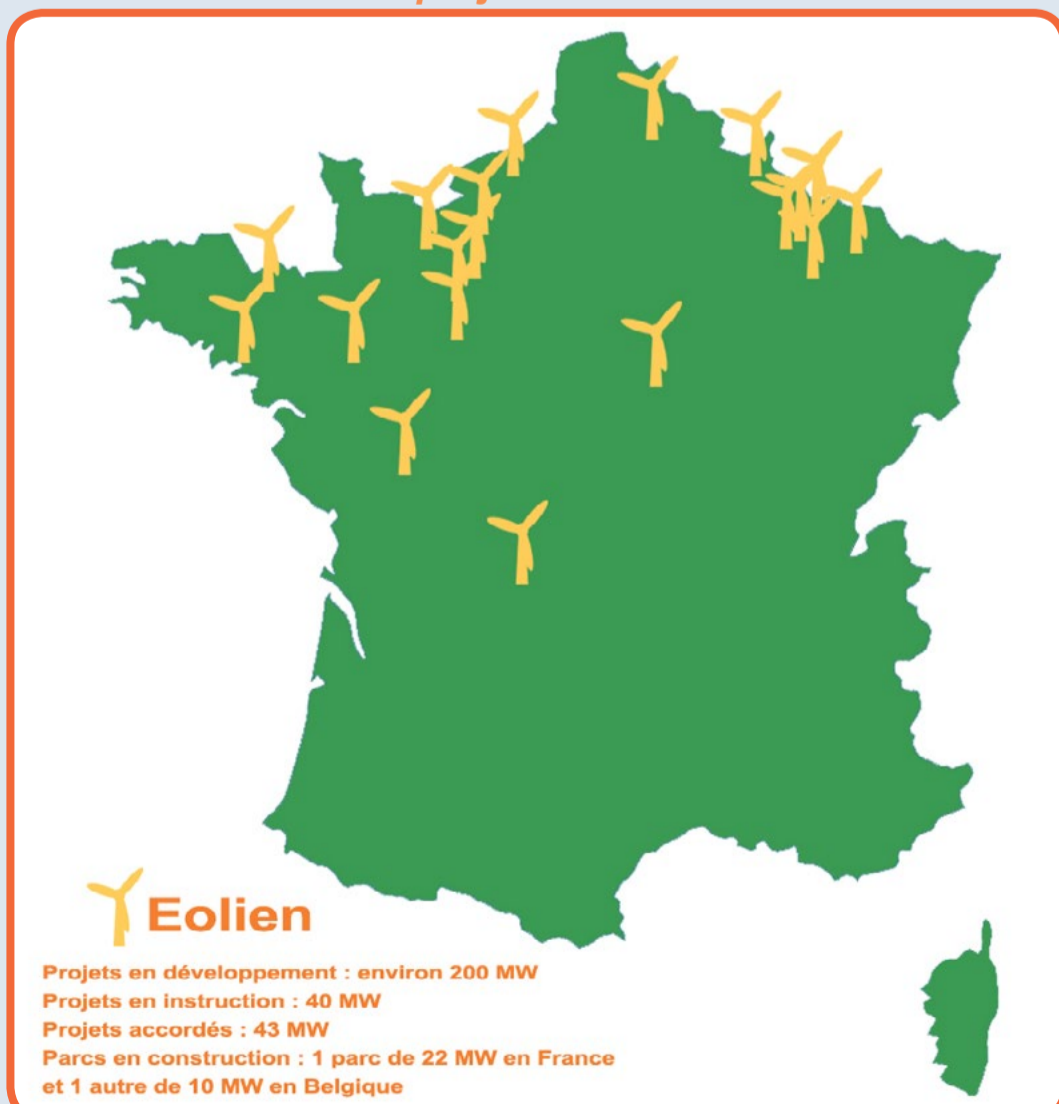 Eolien
Projets en développement : environ 200 MW
Projets en instruction : 40 MW
Projets accordés : 43 MW
Parcs en construction : 1 parc de 22 MW en France
et 1 autre de 10 MW en Belgique